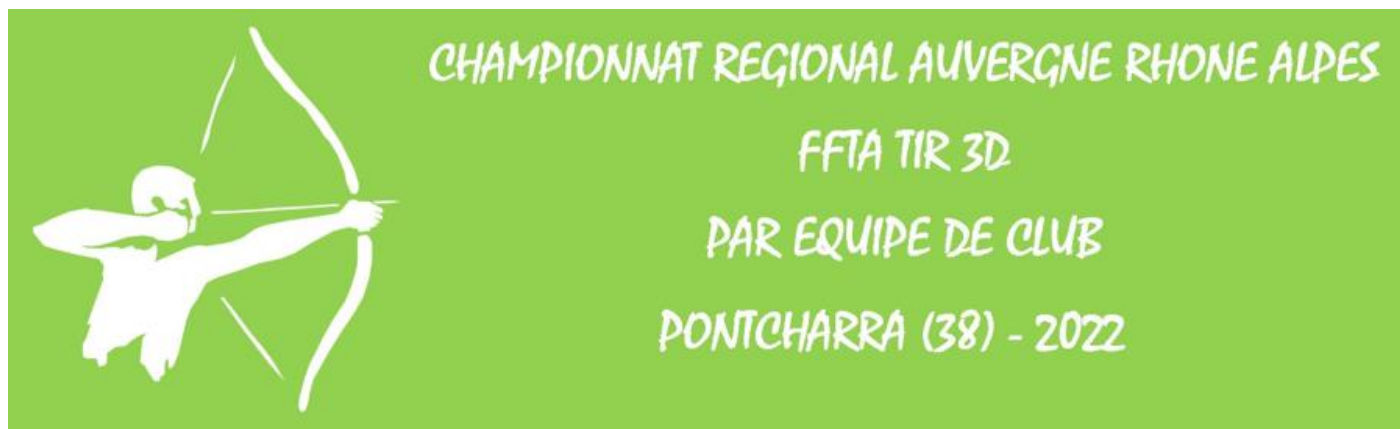 CHAMPIONNAT REGIONAL AUVERGNE RHONE ALPES
FFTA TIR 3D
PAR EQUIPE DE CLUB
PONTCHARRA (38) - 2022